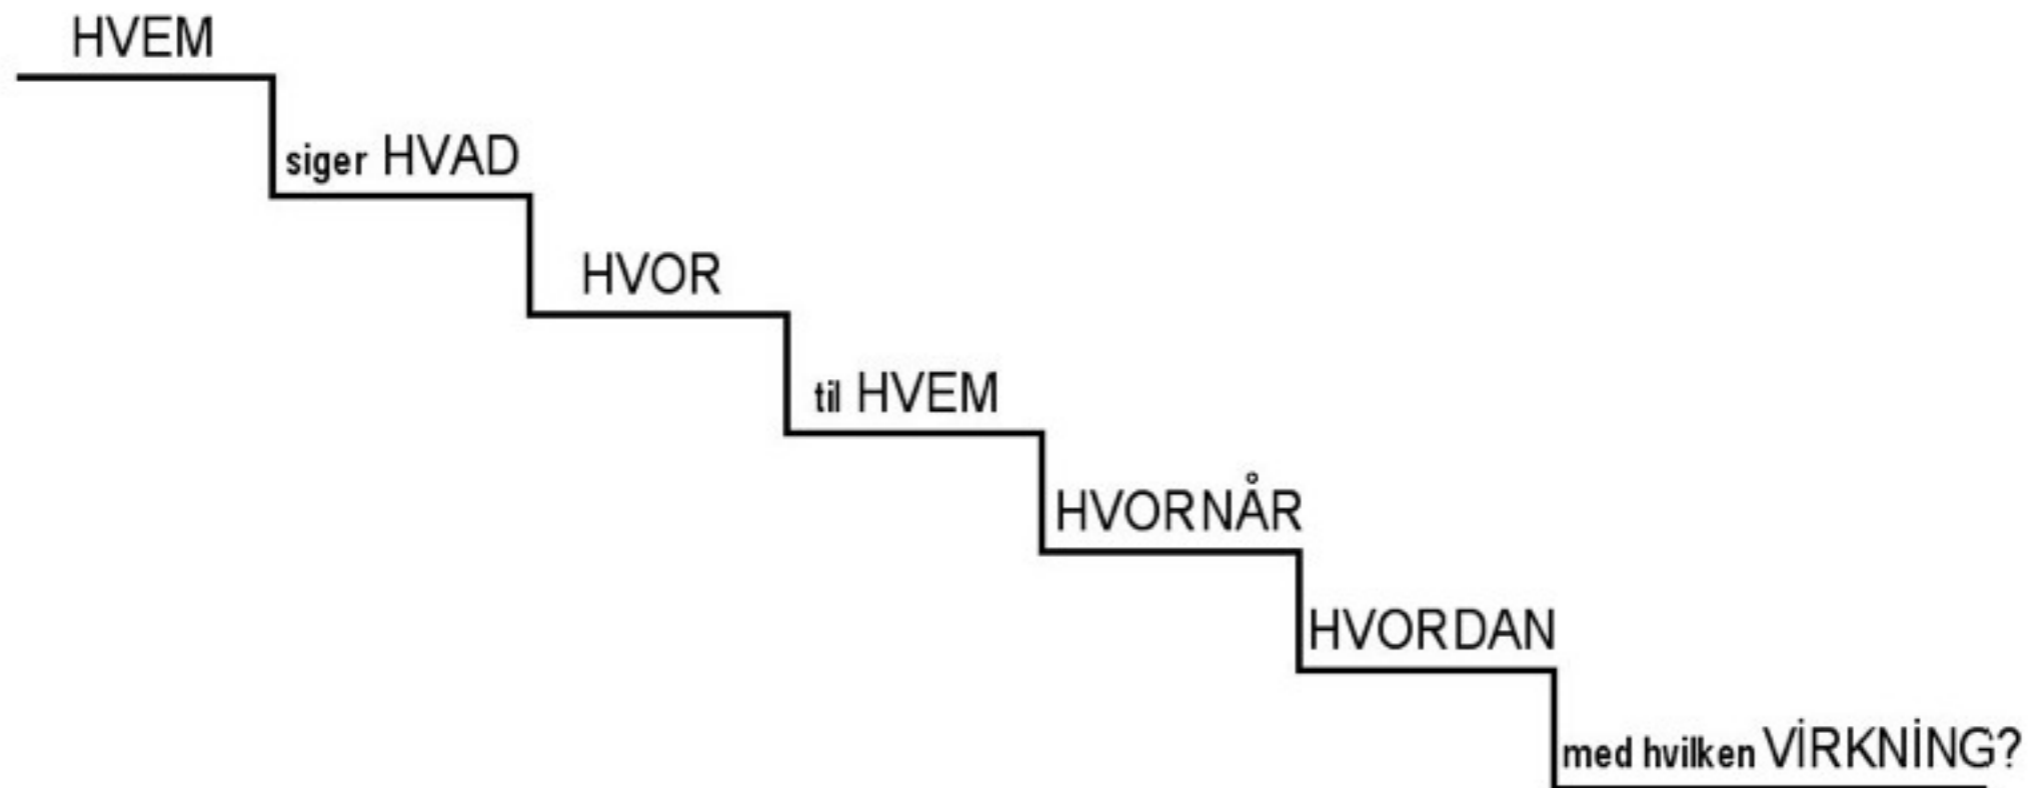 HVEM
siger HVAD
HVOR
til HVEM
HVORNÅR
HVORDAN
med hvilken VİRKNİNG?